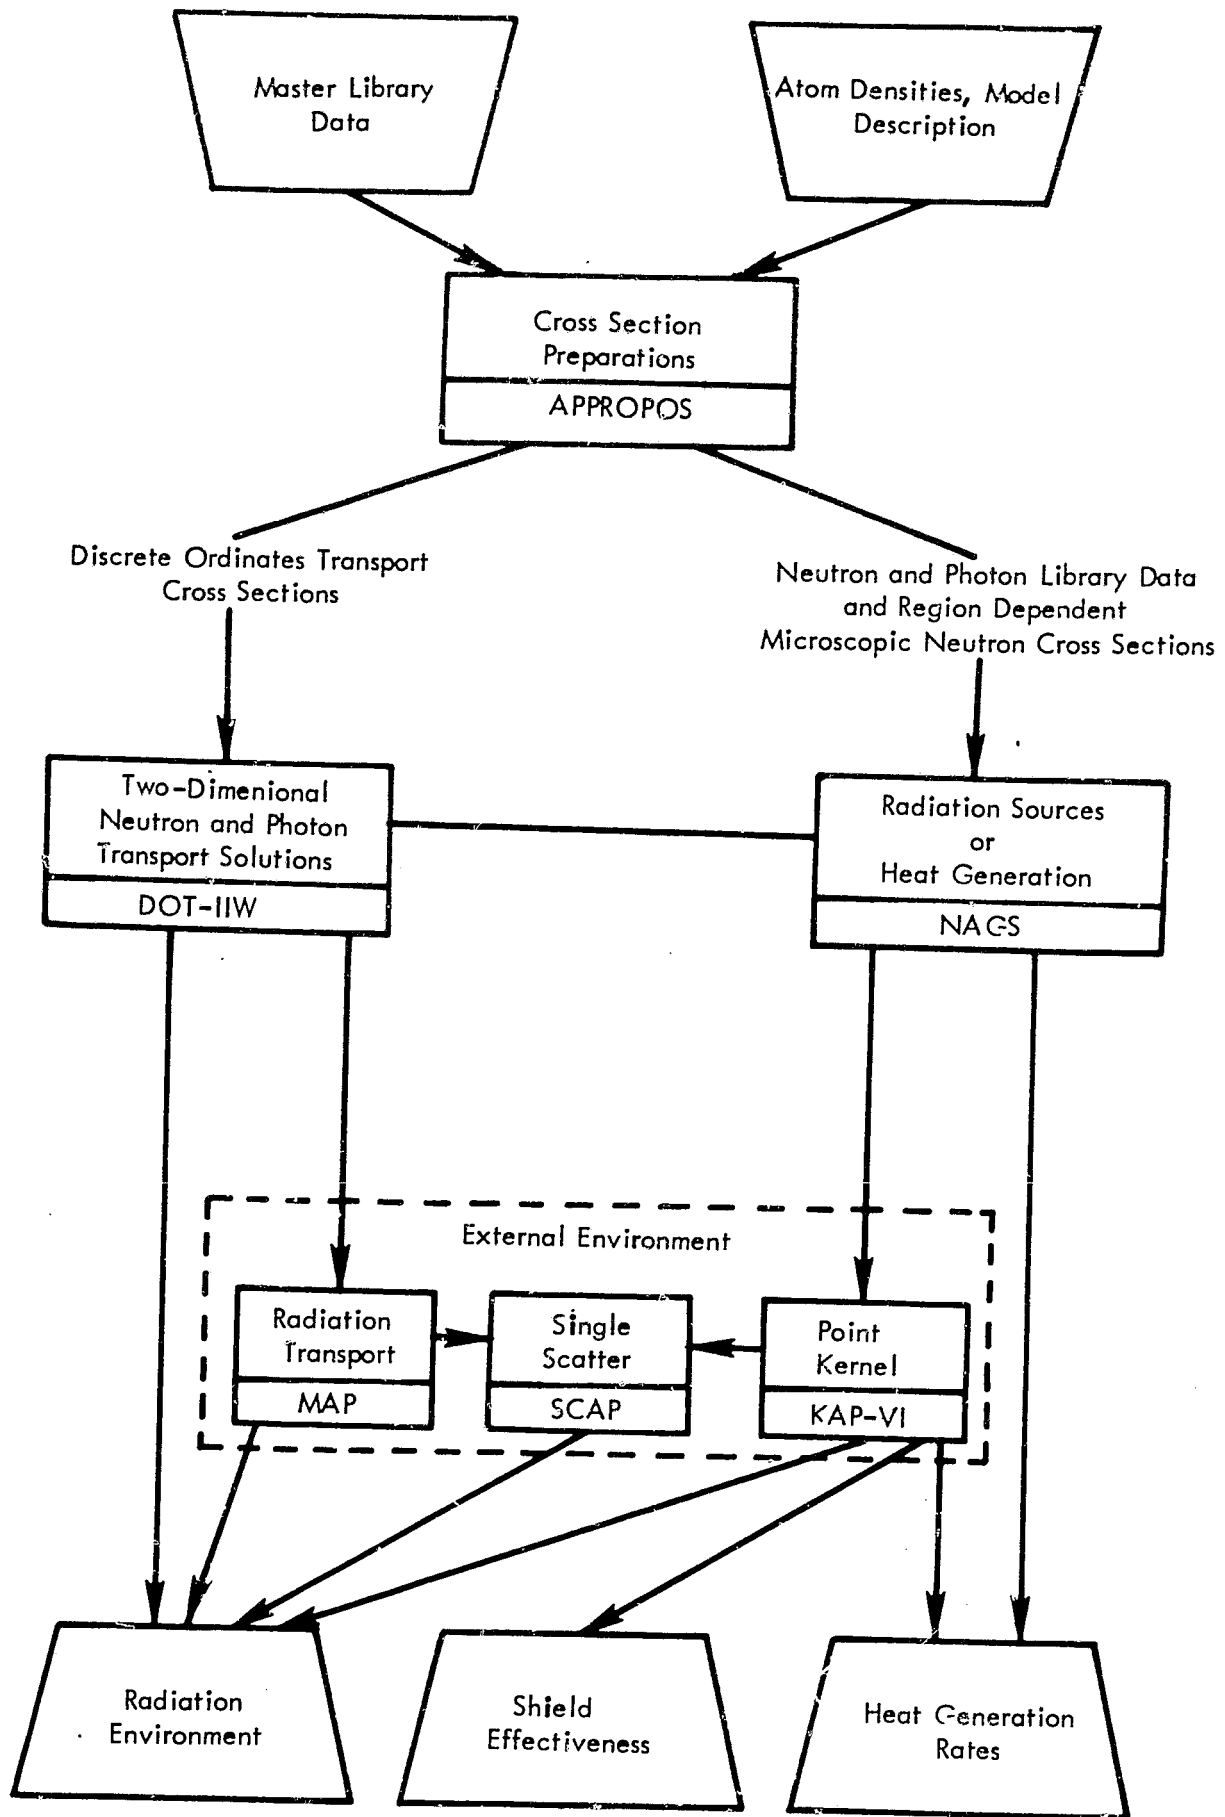 Master Library
Data
Atom Densities, Model
Description
Cross Section
Preparations
APPROPOS
Discrete Ordinates Transport
Cross Sections
Neutron and Photon Library Data
and Region Dependent
Microscopic Neutron Cross Sections
Two-Dimenional
Neutron and Photon
Transport Solutions
DOT-IIW
Radiation Sources
or
Heat Generation
NAGS
External Environment
Radiation
Transport
MAP
Single
Scatter
SCAP
Point
Kernel
KAP-VI
Radiation
Environment
Shield
Effectiveness
Heat Generation
Rates